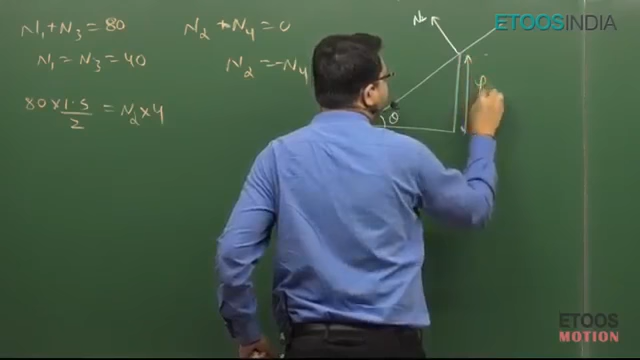 N₁ + N₃ = 80
N₂ + N₄ = 0
N₁ = N₃ = 40
N₂ = -N₄
80 × 1.5 / 2 = N₂ × 4
N
θ
ETOOSINDIA
ETOOS
MOTION